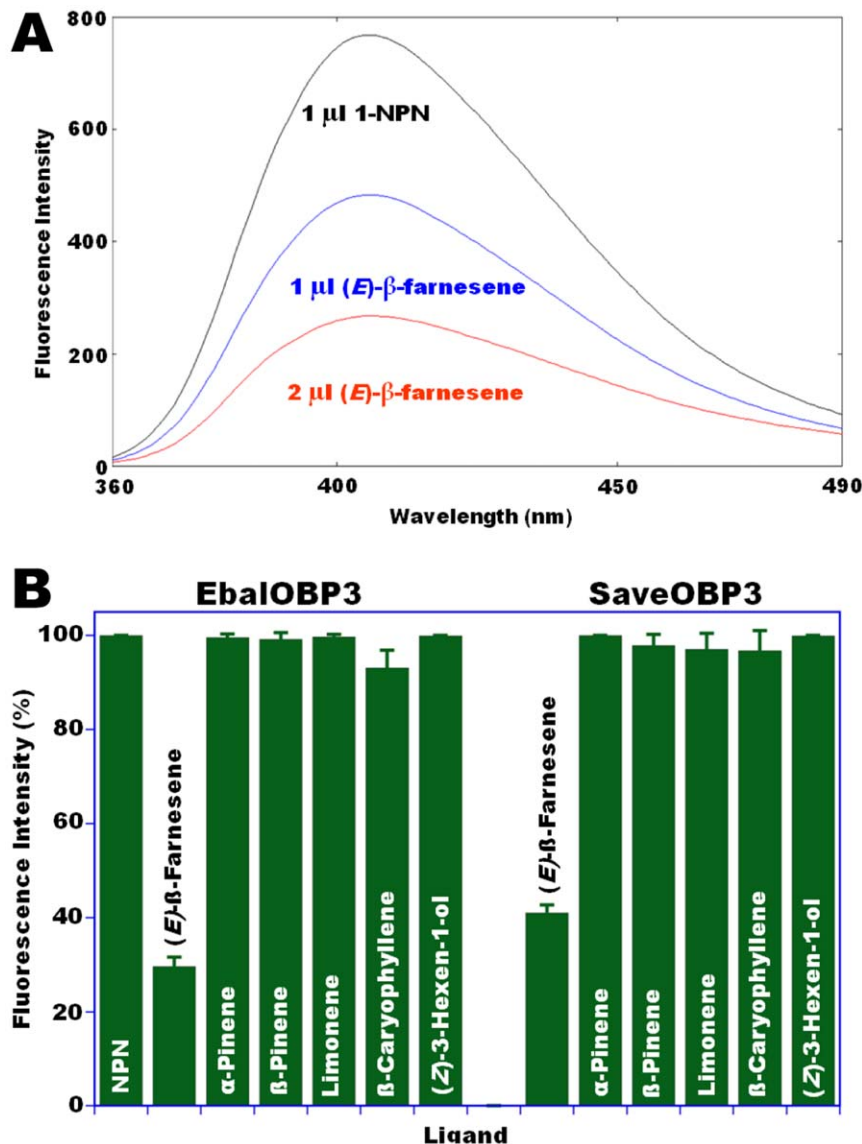 A
800
600
400
200
0
Fluorescence Intensity
1 µl 1-NPN
1 µl (E)-β-farnesene
2 µl (E)-β-farnesene
360
400
450
490
Wavelength (nm)
B
EbalOBP3
SaveOBP3
100
80
60
40
20
0
Fluorescence Intensity (%)
NPN
(E)-ß-Farnesene
α-Pinene
ß-Pinene
Limonene
ß-Caryophyllene
(Z)-3-Hexen-1-ol
(E)-ß-Farnesene
α-Pinene
ß-Pinene
Limonene
ß-Caryophyllene
(Z)-3-Hexen-1-ol
Ligand